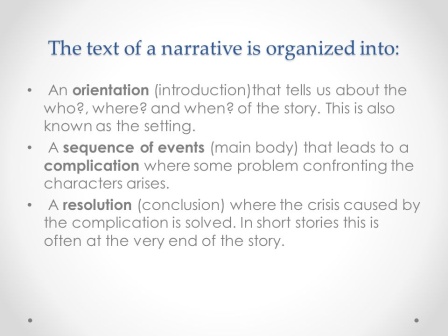 The text of a narrative is organized into:
• An orientation (introduction)that tells us about the
who?, where? and when? of the story. This is also
known as the setting.
• A sequence of events (main body) that leads to a
complication where some problem confronting the
characters arises.
• A resolution (conclusion) where the crisis caused by
the complication is solved. In short stories this is
often at the very end of the story.